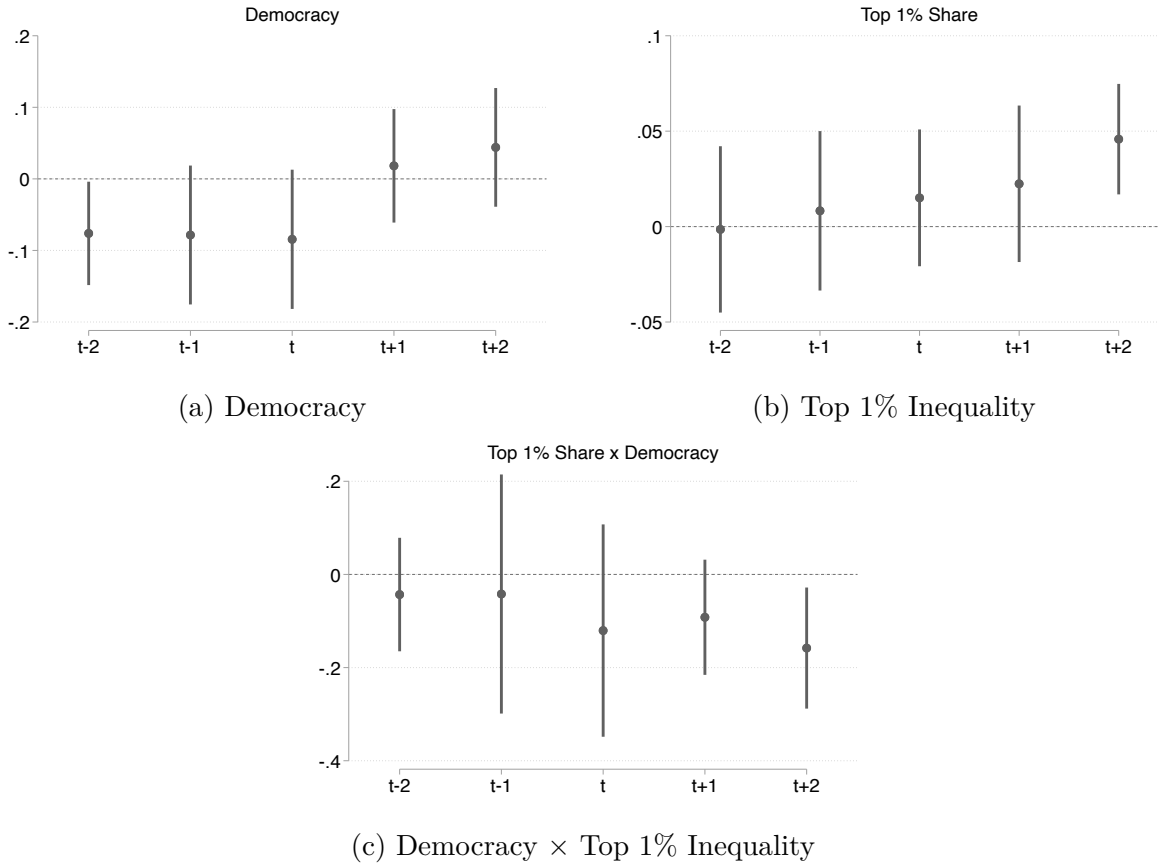 Democracy
.2
.1
0
-.1
-.2
t-2 t-1 t t+1 t+2
(a) Democracy
Top 1% Share
.1
.05
0
-.05
t-2 t-1 t t+1 t+2
(b) Top 1% Inequality
Top 1% Share x Democracy
.2
0
-.2
-.4
t-2 t-1 t t+1 t+2
(c) Democracy × Top 1% Inequality